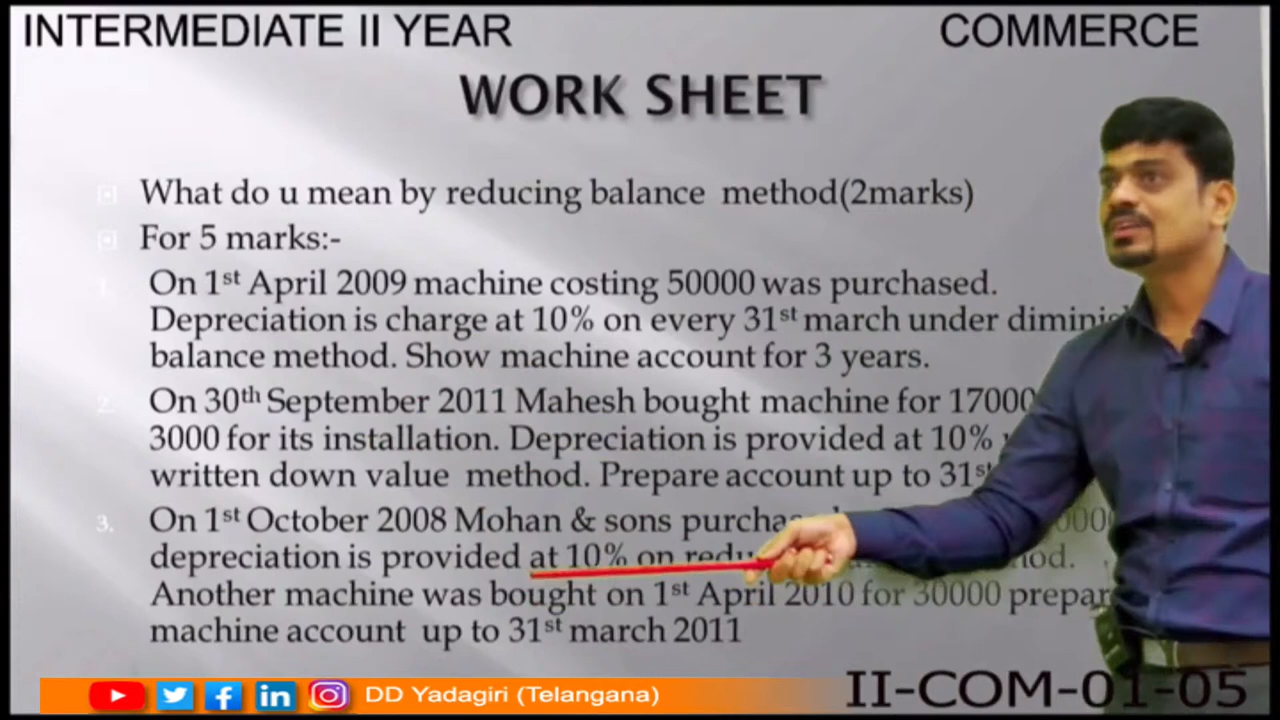 INTERMEDIATE II YEAR
COMMERCE
WORK SHEET
What do u mean by reducing balance method(2marks)
For 5 marks:-
1. On 1st April 2009 machine costing 50000 was purchased.
Depreciation is charge at 10% on every 31st march under
balance method. Show machine account for 3 years.
2. On 30th September 2011 Mahesh bought machine for 17000
3000 for its installation. Depreciation is provided at 10%
written down value method. Prepare account up to 31st
3. On 1st October 2008 Mohan & sons
depreciation is provided at 10% on
Another machine was bought on 1st April 2010 for 30000
machine account up to 31st march 2011
DD Yadagiri (Telangana)
II-COM-01-05